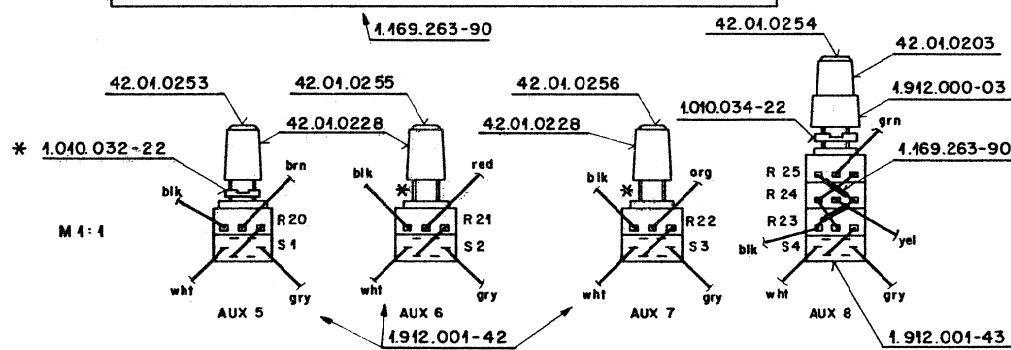 1.169.263-90
42.01.0254
42.01.0203
42.01.0253
42.01.0255
42.01.0256
1.912.000-03
1.010.034-22
grn
42.01.0228
42.01.0228
* 1.010.032-22
brn
red
org
1.169.263-90
blk
blk
*
blk
*
R 25
R 24
M 1:1
R20
R21
R22
R23
S1
S2
S3
S4
blk
yel
wht
gry
wht
gry
wht
gry
wht
gry
AUX 5
AUX 6
AUX 7
AUX 8
1.912.001-42
1.912.001-43